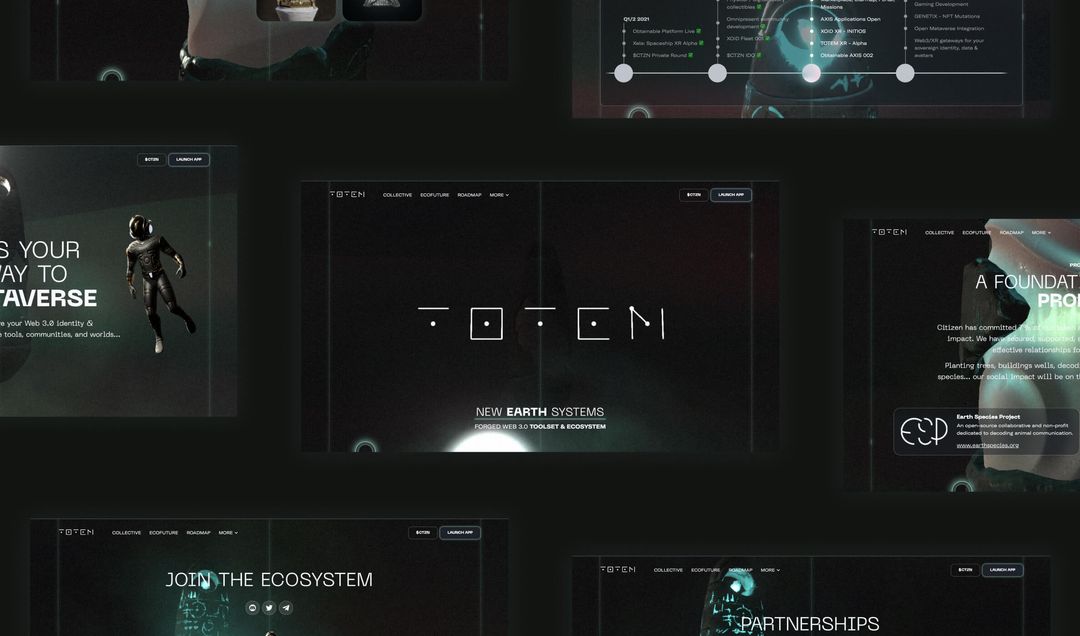 Q1/2 2021
Obtainable Platform Live
Xela: Spaceship XR Alpha
$CTZN Private Round
collectibles
Omnipresent community
development
XOiD Fleet 001
$CTZN IDO
Missions
AXIS Applications Open
XOiD XR - INITIOS
TOTEM XR - Alpha
Obtainable AXIS 002
Gaming Development
GENETIX - NFT Mutations
Open Metaverse Integration
Web3/XR gateways for your
sovereign identity, data &
avatars
$CTZN
LAUNCH APP
S YOUR
WAY TO
TAVERSE
e your Web 3.0 identity &
e tools, communities, and worlds...
TOTEM
COLLECTIVE
ECOFUTURE
ROADMAP
MORE
$CTZN
LAUNCH APP
TOTEM
NEW EARTH SYSTEMS
FORGED WEB 3.0 TOOLSET & ECOSYSTEM
TOTEM
COLLECTIVE
ECOFUTURE
ROADMAP
MORE
PRO
A FOUNDAT
PRO
Citizen has committed
impact. We have secured, supported,
effective relationships fo
Planting trees, buildings wells, decod
species... our social impact will be on th
ESP
Earth Species Project
An open-source collaborative and non-profit
dedicated to decoding animal communication.
www.earthspecies.org
TOTEM
COLLECTIVE
ECOFUTURE
ROADMAP
MORE
$CTZN
LAUNCH APP
JOIN THE ECOSYSTEM
TOTEM
COLLECTIVE
ECOFUTURE
ROADMAP
MORE
$CTZN
LAUNCH APP
PARTNERSHIPS